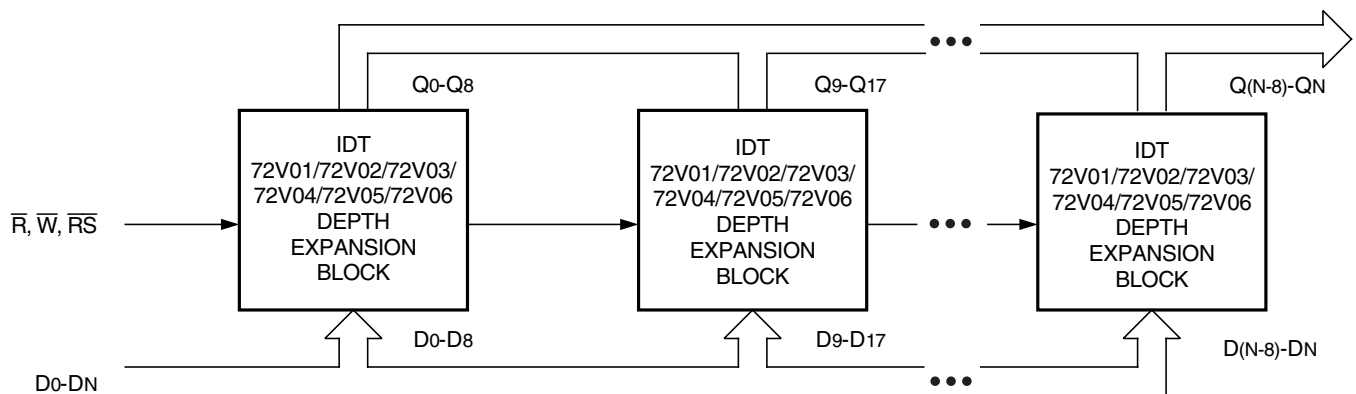 Q0-Q8
Q9-Q17
Q(N-8)-QN
IDT
72V01/72V02/72V03/
72V04/72V05/72V06
DEPTH
EXPANSION
BLOCK
IDT
72V01/72V02/72V03/
72V04/72V05/72V06
DEPTH
EXPANSION
BLOCK
IDT
72V01/72V02/72V03/
72V04/72V05/72V06
DEPTH
EXPANSION
BLOCK
R̅, W̅, R̅S̅
D0-D8
D9-D17
D(N-8)-DN
D0-DN